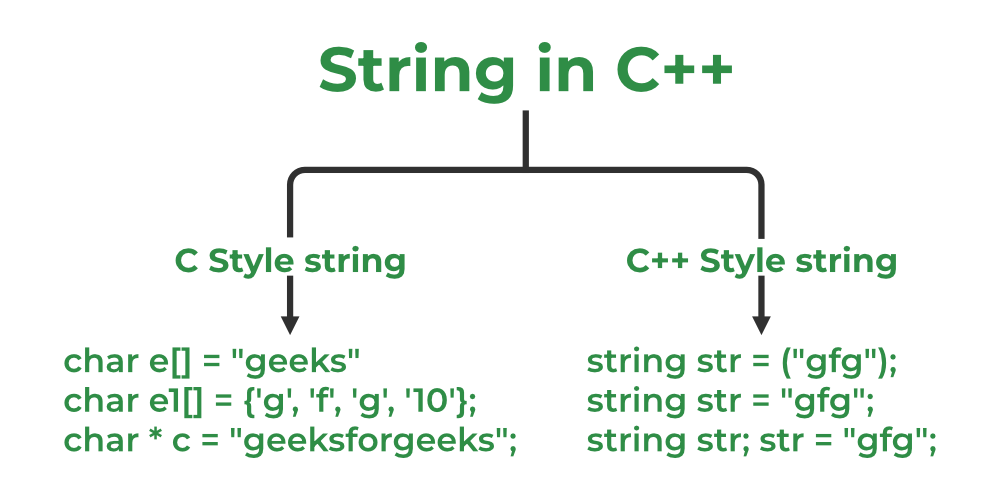 String in C++
C Style string
C++ Style string
char e[] = "geeks"
char e1[] = {'g', 'f', 'g', '10'};
char * c = "geeksforgeeks";
string str = ("gfg");
string str = "gfg";
string str; str = "gfg";